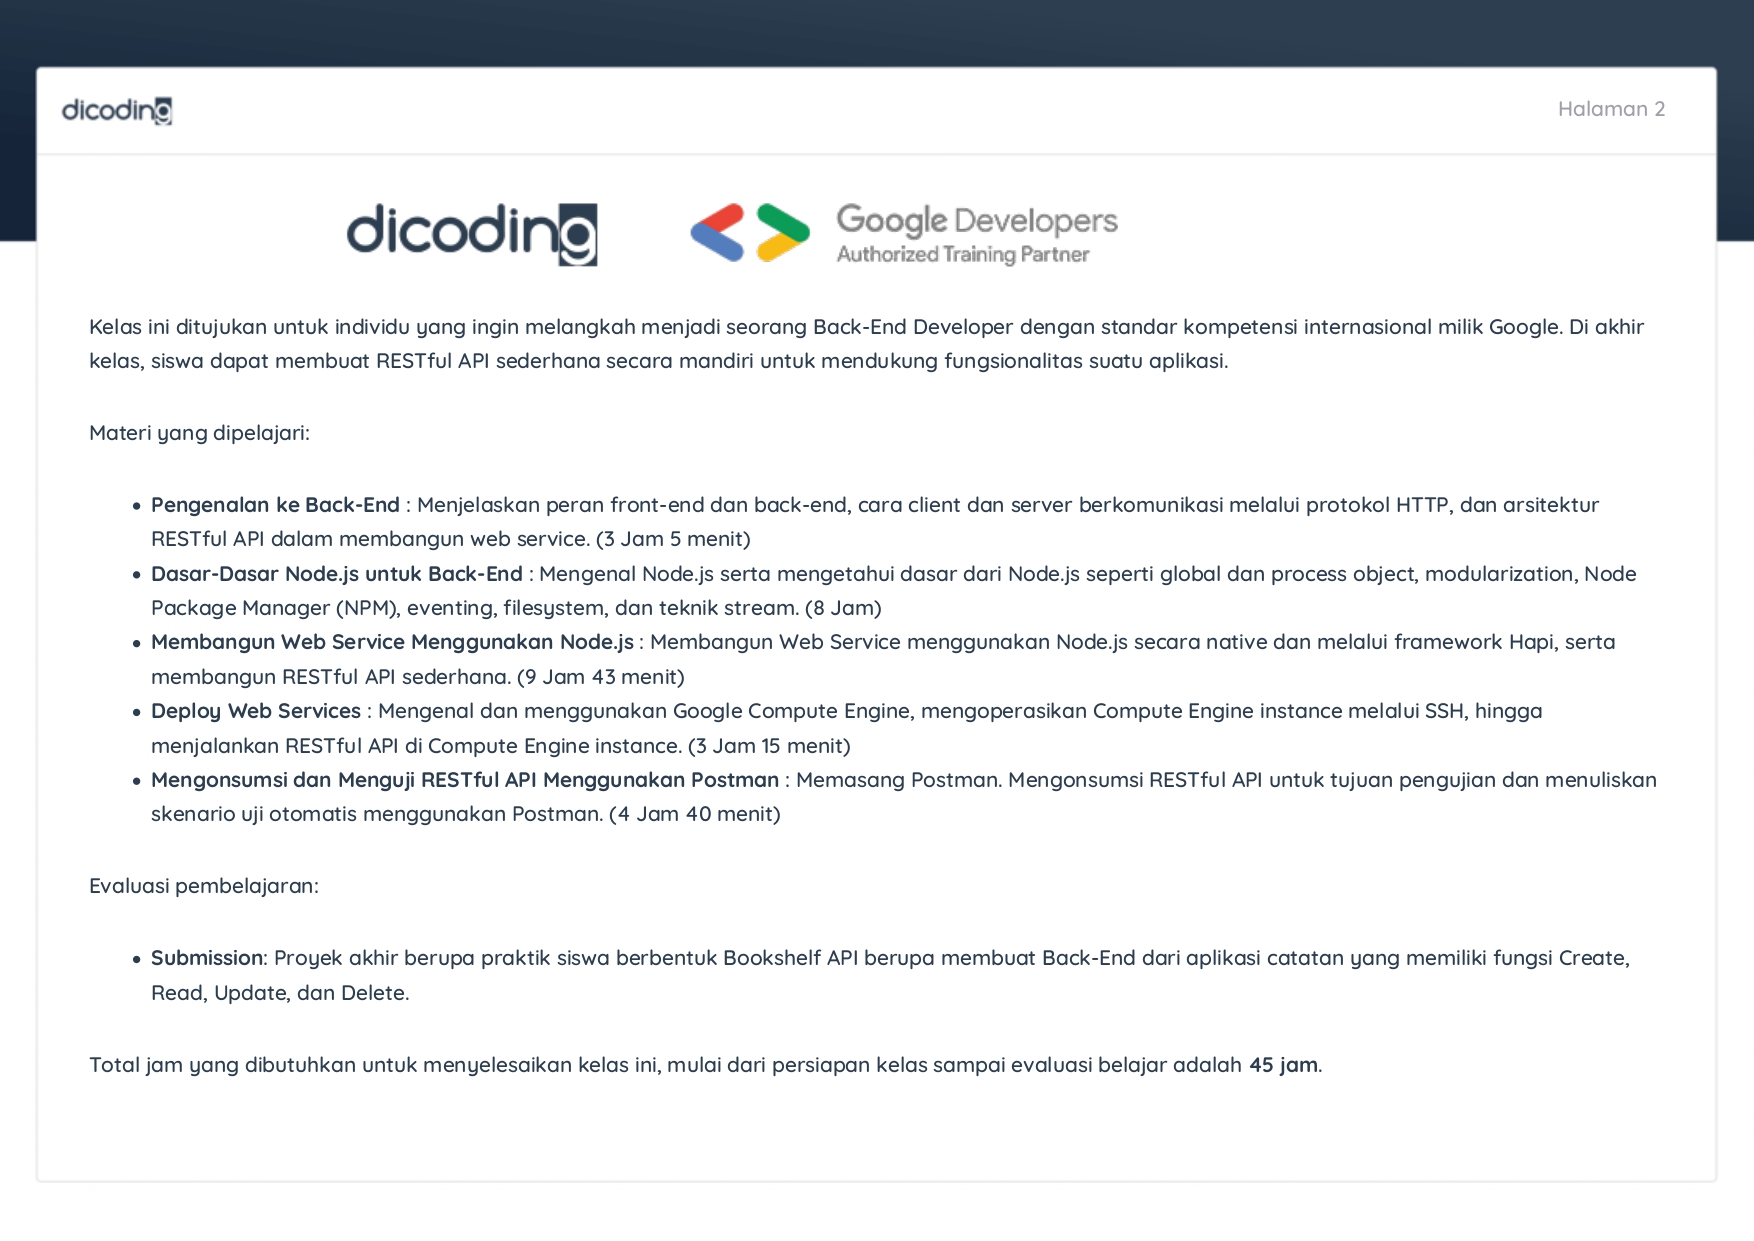 dicoding
Halaman 2
dicoding
Google Developers
Authorized Training Partner
Kelas ini ditujukan untuk individu yang ingin melangkah menjadi seorang Back-End Developer dengan standar kompetensi internasional milik Google. Di akhir
kelas, siswa dapat membuat RESTful API sederhana secara mandiri untuk mendukung fungsionalitas suatu aplikasi.
Materi yang dipelajari:
• Pengenalan ke Back-End : Menjelaskan peran front-end dan back-end, cara client dan server berkomunikasi melalui protokol HTTP, dan arsitektur
RESTful API dalam membangun web service. (3 Jam 5 menit)
• Dasar-Dasar Node.js untuk Back-End : Mengenal Node.js serta mengetahui dasar dari Node.js seperti global dan process object, modularization, Node
Package Manager (NPM), eventing, filesystem, dan teknik stream. (8 Jam)
• Membangun Web Service Menggunakan Node.js : Membangun Web Service menggunakan Node.js secara native dan melalui framework Hapi, serta
membangun RESTful API sederhana. (9 Jam 43 menit)
• Deploy Web Services : Mengenal dan menggunakan Google Compute Engine, mengoperasikan Compute Engine instance melalui SSH, hingga
menjalankan RESTful API di Compute Engine instance. (3 Jam 15 menit)
• Mengonsumsi dan Menguji RESTful API Menggunakan Postman : Memasang Postman. Mengonsumsi RESTful API untuk tujuan pengujian dan menuliskan
skenario uji otomatis menggunakan Postman. (4 Jam 40 menit)
Evaluasi pembelajaran:
• Submission: Proyek akhir berupa praktik siswa berbentuk Bookshelf API berupa membuat Back-End dari aplikasi catatan yang memiliki fungsi Create,
Read, Update, dan Delete.
Total jam yang dibutuhkan untuk menyelesaikan kelas ini, mulai dari persiapan kelas sampai evaluasi belajar adalah 45 jam.